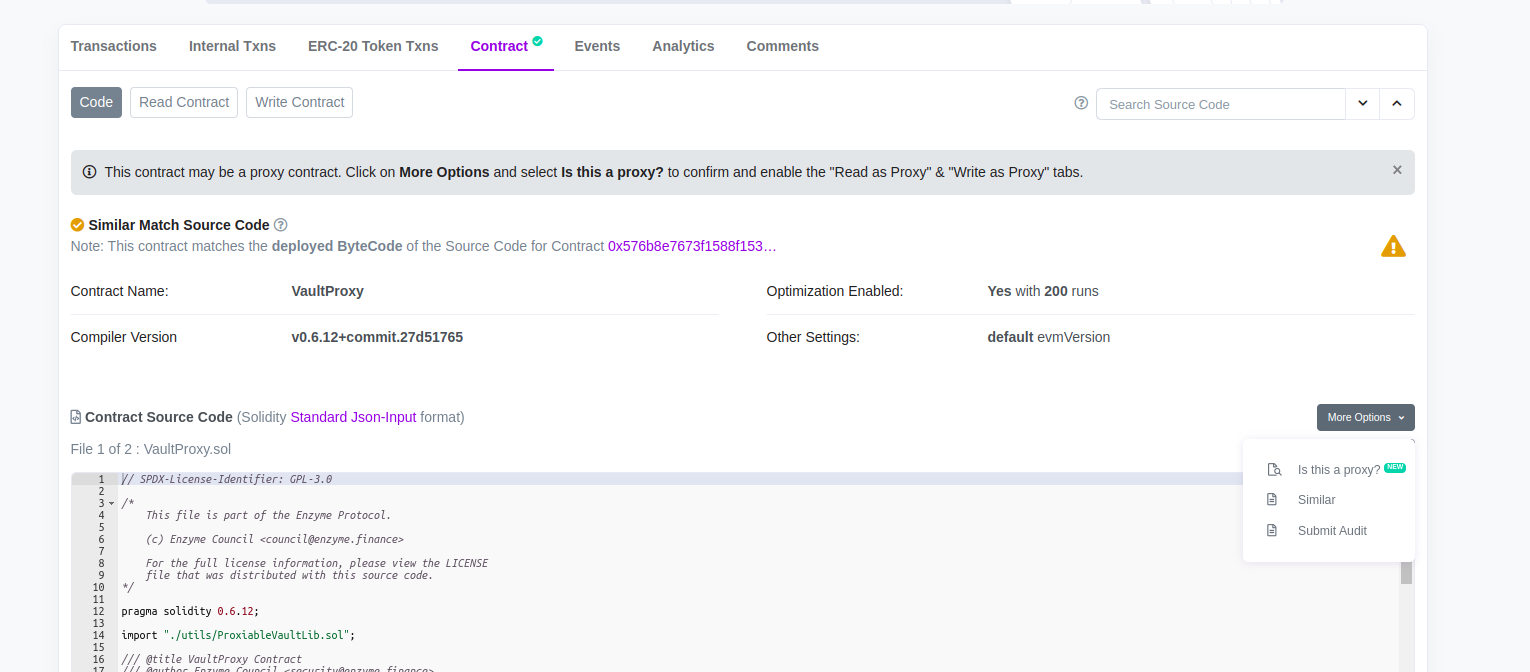 Transactions Internal Txns ERC-20 Token Txns Contract Events Analytics Comments
Code Read Contract Write Contract Search Source Code
This contract may be a proxy contract. Click on More Options and select Is this a proxy? to confirm and enable the "Read as Proxy" & "Write as Proxy" tabs.
Similar Match Source Code
Note: This contract matches the deployed ByteCode of the Source Code for Contract 0x576b8e7673f1588f153…
Contract Name: VaultProxy Optimization Enabled: Yes with 200 runs
Compiler Version v0.6.12+commit.27d51765 Other Settings: default evmVersion
Contract Source Code (Solidity Standard Json-Input format) More Options
File 1 of 2 : VaultProxy.sol
Is this a proxy? NEW
Similar
Submit Audit
1 // SPDX-License-Identifier: GPL-3.0
2
3 /*
4 This file is part of the Enzyme Protocol.
5
6 (c) Enzyme Council <council@enzyme.finance>
7
8 For the full license information, please view the LICENSE
9 file that was distributed with this source code.
10 */
11
12 pragma solidity 0.6.12;
13
14 import "./utils/ProxiableVaultLib.sol";
15
16 /// @title VaultProxy Contract
17 /// @author Enzyme Council <security@enzyme.finance>